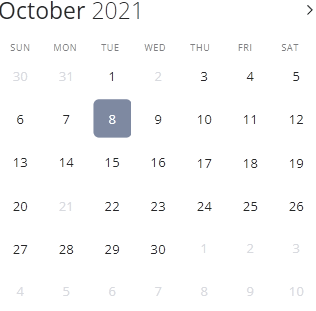 October 2021
SUN MON TUE WED THU FRI SAT
30 31 1 2 3 4 5
6 7 8 9 10 11 12
13 14 15 16 17 18 19
20 21 22 23 24 25 26
27 28 29 30 1 2 3
4 5 6 7 8 9 10